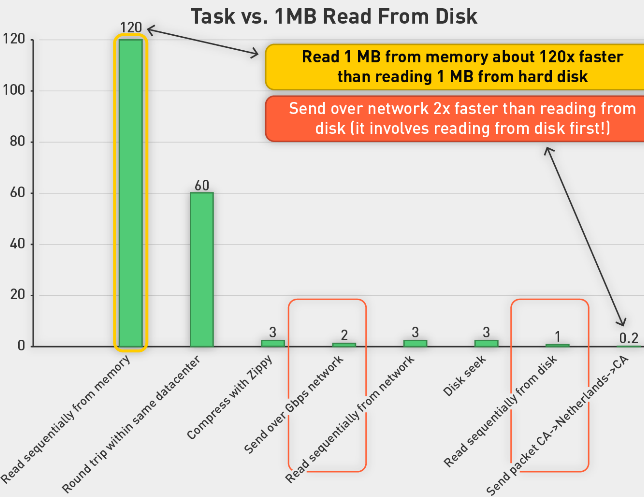 Task vs. 1MB Read From Disk
Read 1 MB from memory about 120x faster
than reading 1 MB from hard disk
Send over network 2x faster than reading from
disk (it involves reading from disk first!)
120
100
80
60
40
20
0
120
60
3
2
3
3
1
0.2
Read sequentially from memory
Round trip within same datacenter
Compress with Zippy
Send over Gbps network
Read sequentially from network
Disk seek
Read sequentially from disk
Send packet CA->Netherlands-->CA